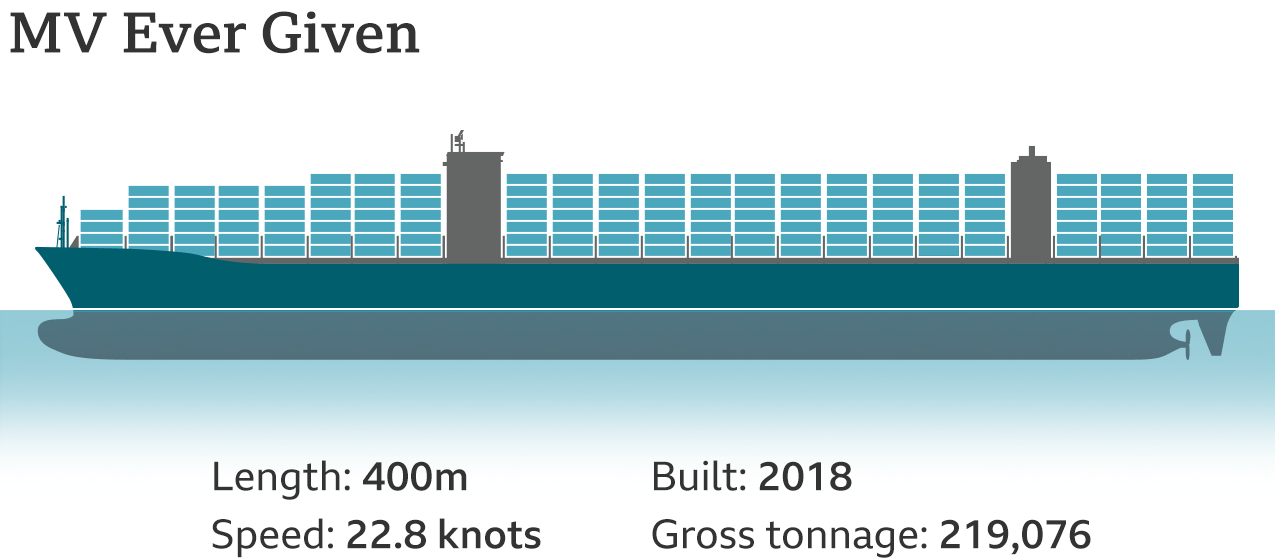 MV Ever Given
Length: 400m
Built: 2018
Speed: 22.8 knots
Gross tonnage: 219,076